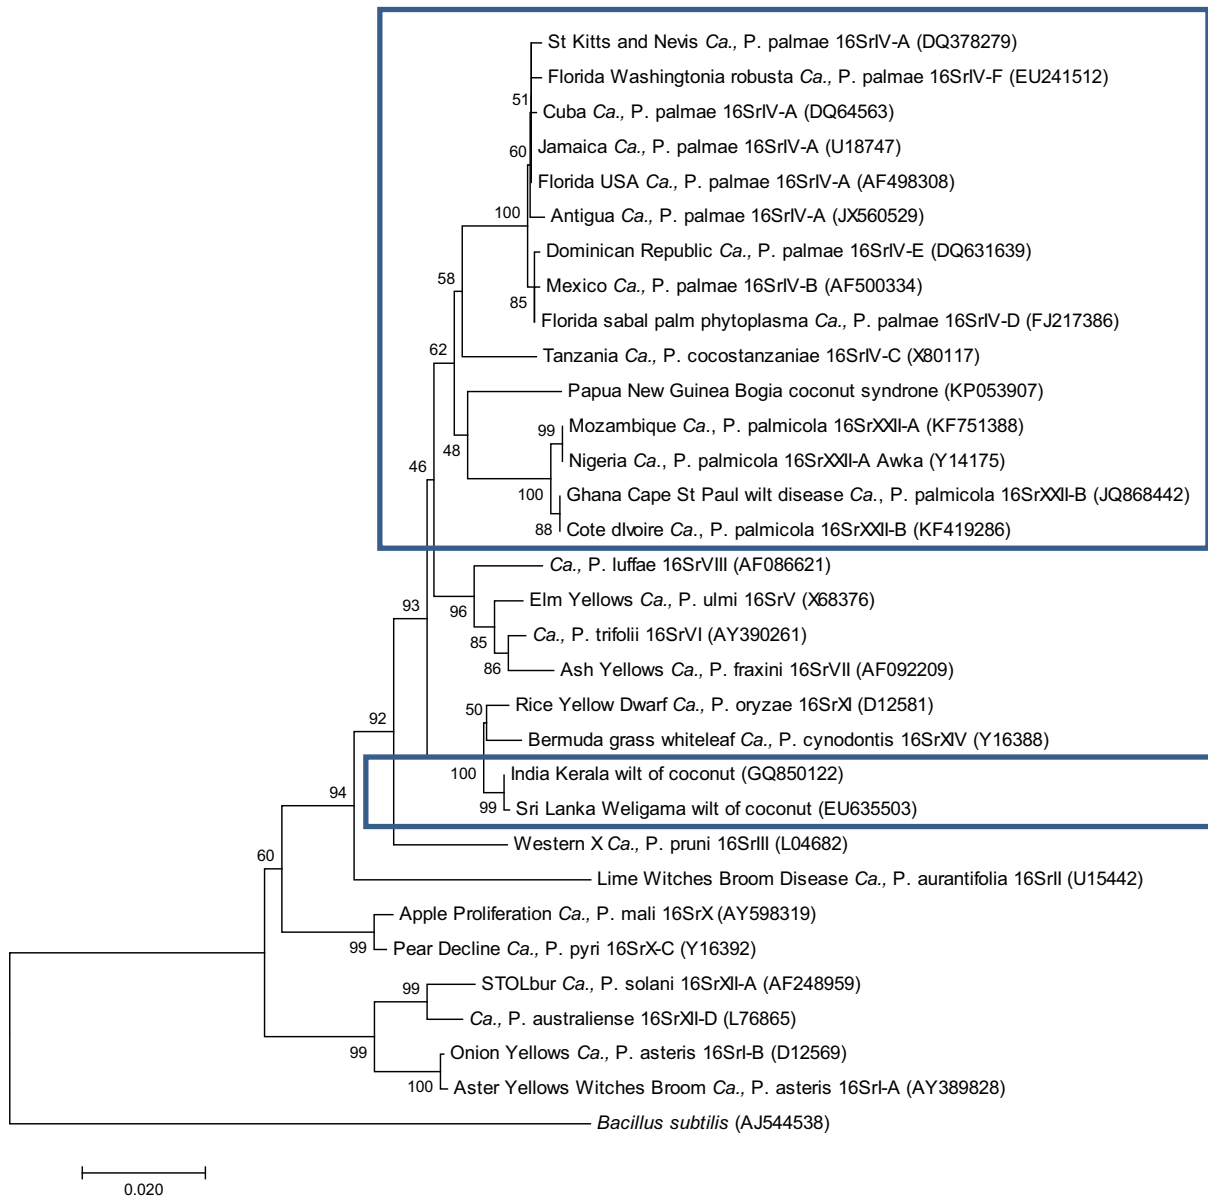 St Kitts and Nevis Ca., P. palmae 16SrIV-A (DQ378279)
Florida Washingtonia robusta Ca., P. palmae 16SrIV-F (EU241512)
51
Cuba Ca., P. palmae 16SrIV-A (DQ64563)
Jamaica Ca., P. palmae 16SrIV-A (U18747)
60
Florida USA Ca., P. palmae 16SrIV-A (AF498308)
100
Antigua Ca., P. palmae 16SrIV-A (JX560529)
Dominican Republic Ca., P. palmae 16SrIV-E (DQ631639)
58
Mexico Ca., P. palmae 16SrIV-B (AF500334)
85
Florida sabal palm phytoplasma Ca., P. palmae 16SrIV-D (FJ217386)
62
Tanzania Ca., P. cocostanzaniae 16SrIV-C (X80117)
Papua New Guinea Bogia coconut syndrone (KP053907)
99
Mozambique Ca., P. palmicola 16SrXXII-A (KF751388)
48
46
Nigeria Ca., P. palmicola 16SrXXII-A Awka (Y14175)
100
Ghana Cape St Paul wilt disease Ca., P. palmicola 16SrXXII-B (JQ868442)
88
Cote dIvoire Ca., P. palmicola 16SrXXII-B (KF419286)
Ca., P. luffae 16SrVIII (AF086621)
93
96
Elm Yellows Ca., P. ulmi 16SrV (X68376)
85
Ca., P. trifolii 16SrVI (AY390261)
86
Ash Yellows Ca., P. fraxini 16SrVII (AF092209)
50
Rice Yellow Dwarf Ca., P. oryzae 16SrXI (D12581)
92
Bermuda grass whiteleaf Ca., P. cynodontis 16SrXIV (Y16388)
100
India Kerala wilt of coconut (GQ850122)
94
99
Sri Lanka Weligama wilt of coconut (EU635503)
Western X Ca., P. pruni 16SrIII (L04682)
60
Lime Witches Broom Disease Ca., P. aurantifolia 16SrII (U15442)
Apple Proliferation Ca., P. mali 16SrX (AY598319)
99
Pear Decline Ca., P. pyri 16SrX-C (Y16392)
99
STOLbur Ca., P. solani 16SrXII-A (AF248959)
Ca., P. australiense 16SrXII-D (L76865)
99
Onion Yellows Ca., P. asteris 16SrI-B (D12569)
100
Aster Yellows Witches Broom Ca., P. asteris 16SrI-A (AY389828)
Bacillus subtilis (AJ544538)
0.020